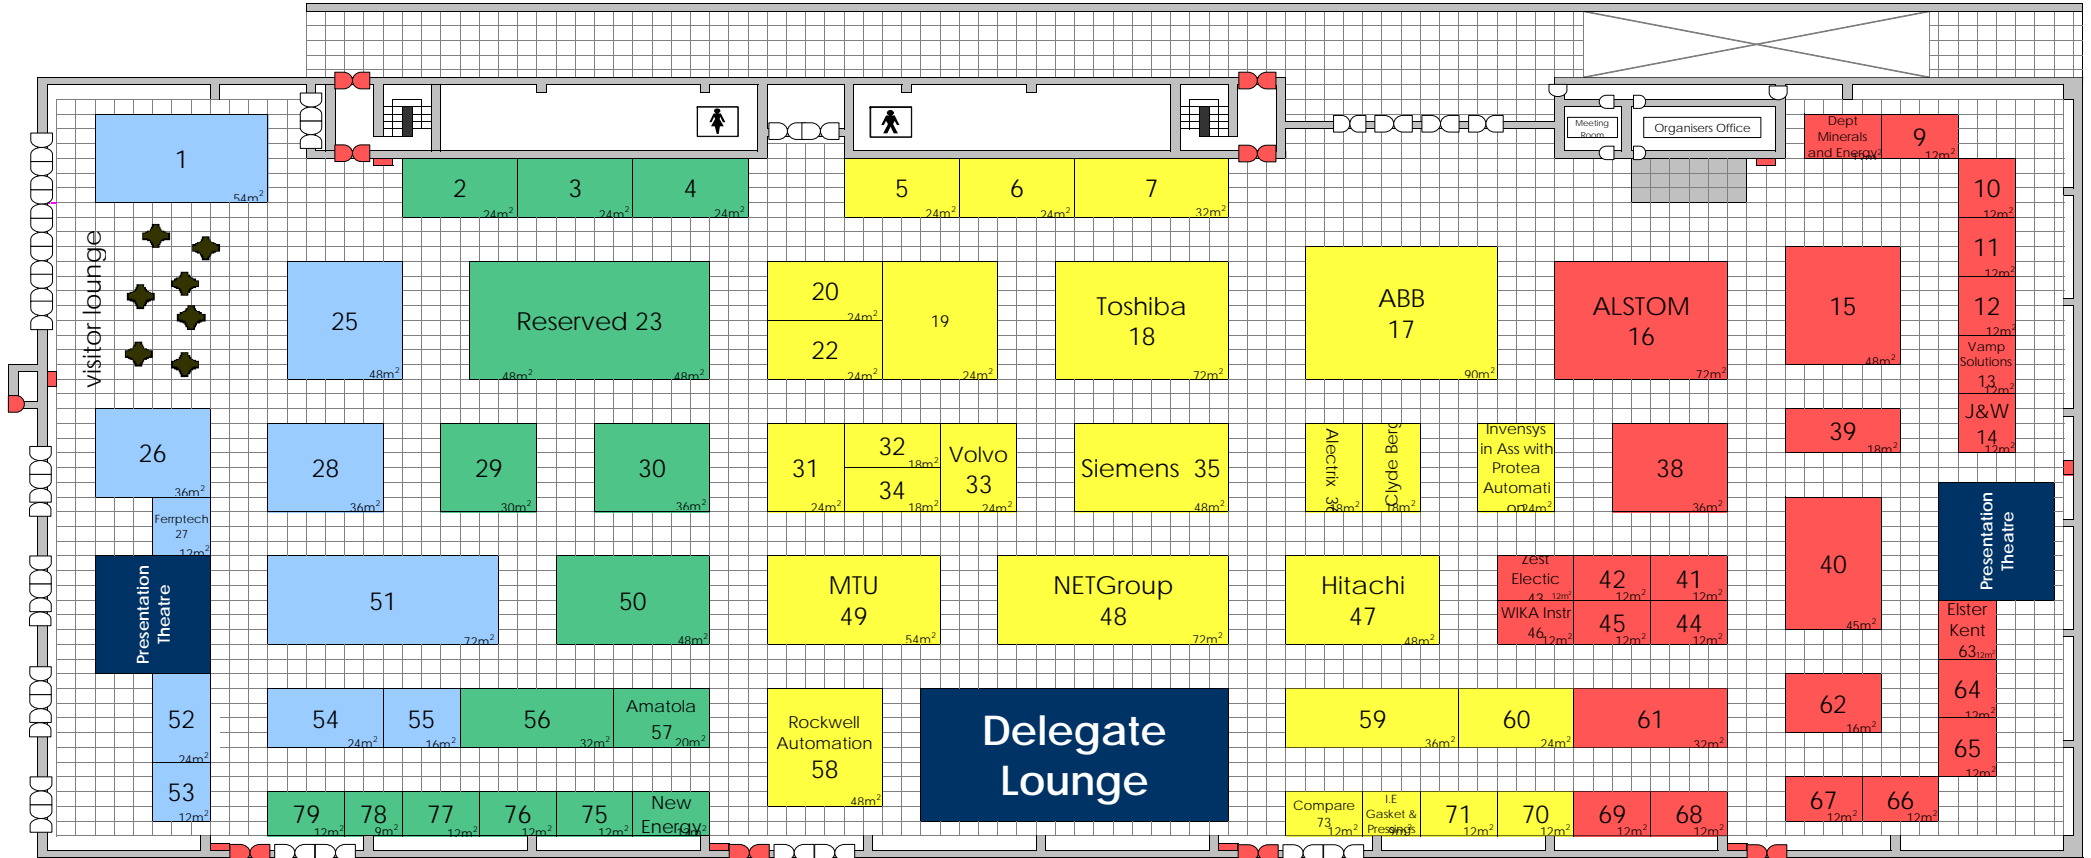 Meeting
Room
Organisers Office
Dept
Minerals
and Energy
12m²
9
12m²
1
54m²
2
24m²
3
24m²
4
24m²
5
24m²
6
24m²
7
32m²
10
12m²
11
12m²
12
12m²
Vamp
Solutions
13
12m²
J&W
14
12m²
visitor lounge
25
48m²
Reserved 23
48m²
48m²
20
24m²
22
24m²
19
24m²
Toshiba
18
72m²
ABB
17
90m²
ALSTOM
16
72m²
15
48m²
26
36m²
28
36m²
29
30m²
30
36m²
31
24m²
32
18m²
34
18m²
Volvo
33
24m²
Siemens 35
48m²
Alectrix
18m²
Clyde Berg
18m²
Invensys
in Ass with
Protea
Automati
on
24m²
38
36m²
39
18m²
Ferrptech
27
12m²
Presentation
Theatre
51
72m²
50
48m²
MTU
49
54m²
NETGroup
48
72m²
Hitachi
47
48m²
Zest
Electic
43
12m²
42
12m²
41
12m²
WIKA Instr
46
12m²
45
12m²
44
12m²
40
45m²
Presentation
Theatre
Elster
Kent
63
12m²
64
12m²
65
12m²
52
24m²
53
12m²
54
24m²
55
16m²
56
32m²
Amatola
57
20m²
Rockwell
Automation
58
48m²
Delegate
Lounge
59
36m²
60
24m²
61
32m²
62
16m²
79
12m²
78
9m²
77
12m²
76
12m²
75
12m²
New
Energy
Compare
73
12m²
I.E
Gasket &
Pressings
9m²
71
12m²
70
12m²
69
12m²
68
12m²
67
12m²
66
12m²